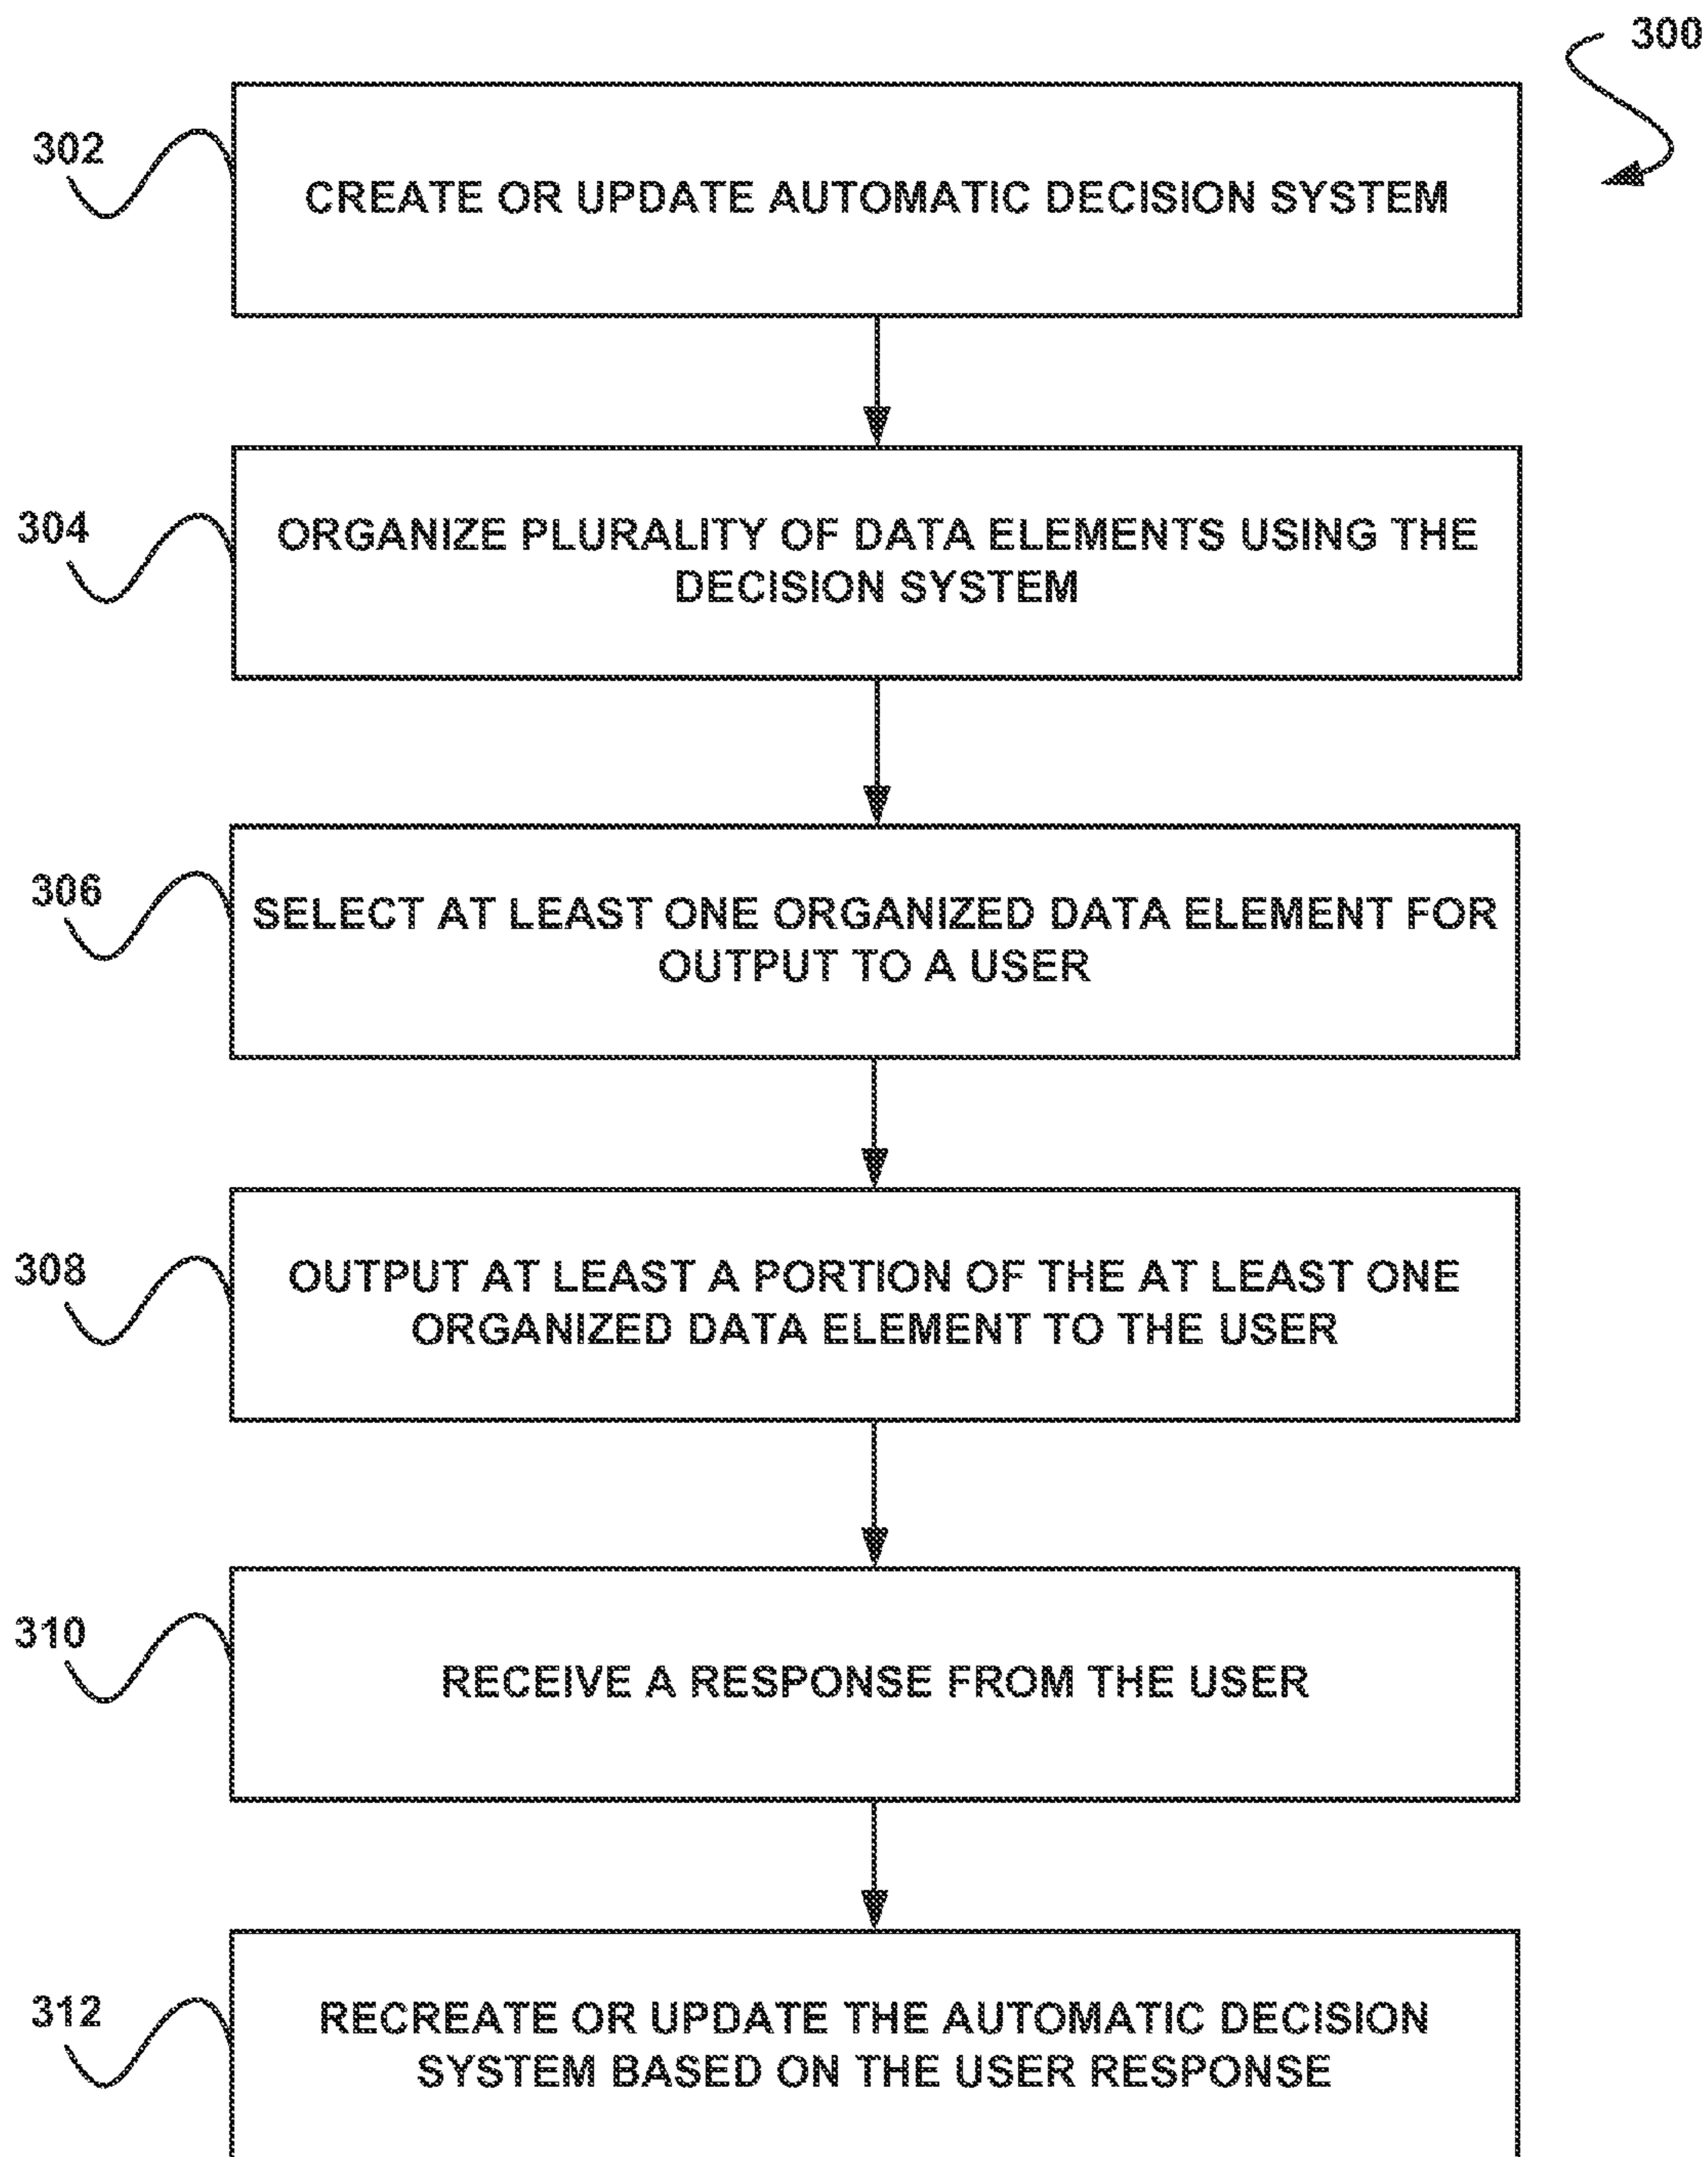 300
302
CREATE OR UPDATE AUTOMATIC DECISION SYSTEM
304
ORGANIZE PLURALITY OF DATA ELEMENTS USING THE
DECISION SYSTEM
306
SELECT AT LEAST ONE ORGANIZED DATA ELEMENT FOR
OUTPUT TO A USER
308
OUTPUT AT LEAST A PORTION OF THE AT LEAST ONE
ORGANIZED DATA ELEMENT TO THE USER
310
RECEIVE A RESPONSE FROM THE USER
312
RECREATE OR UPDATE THE AUTOMATIC DECISION
SYSTEM BASED ON THE USER RESPONSE